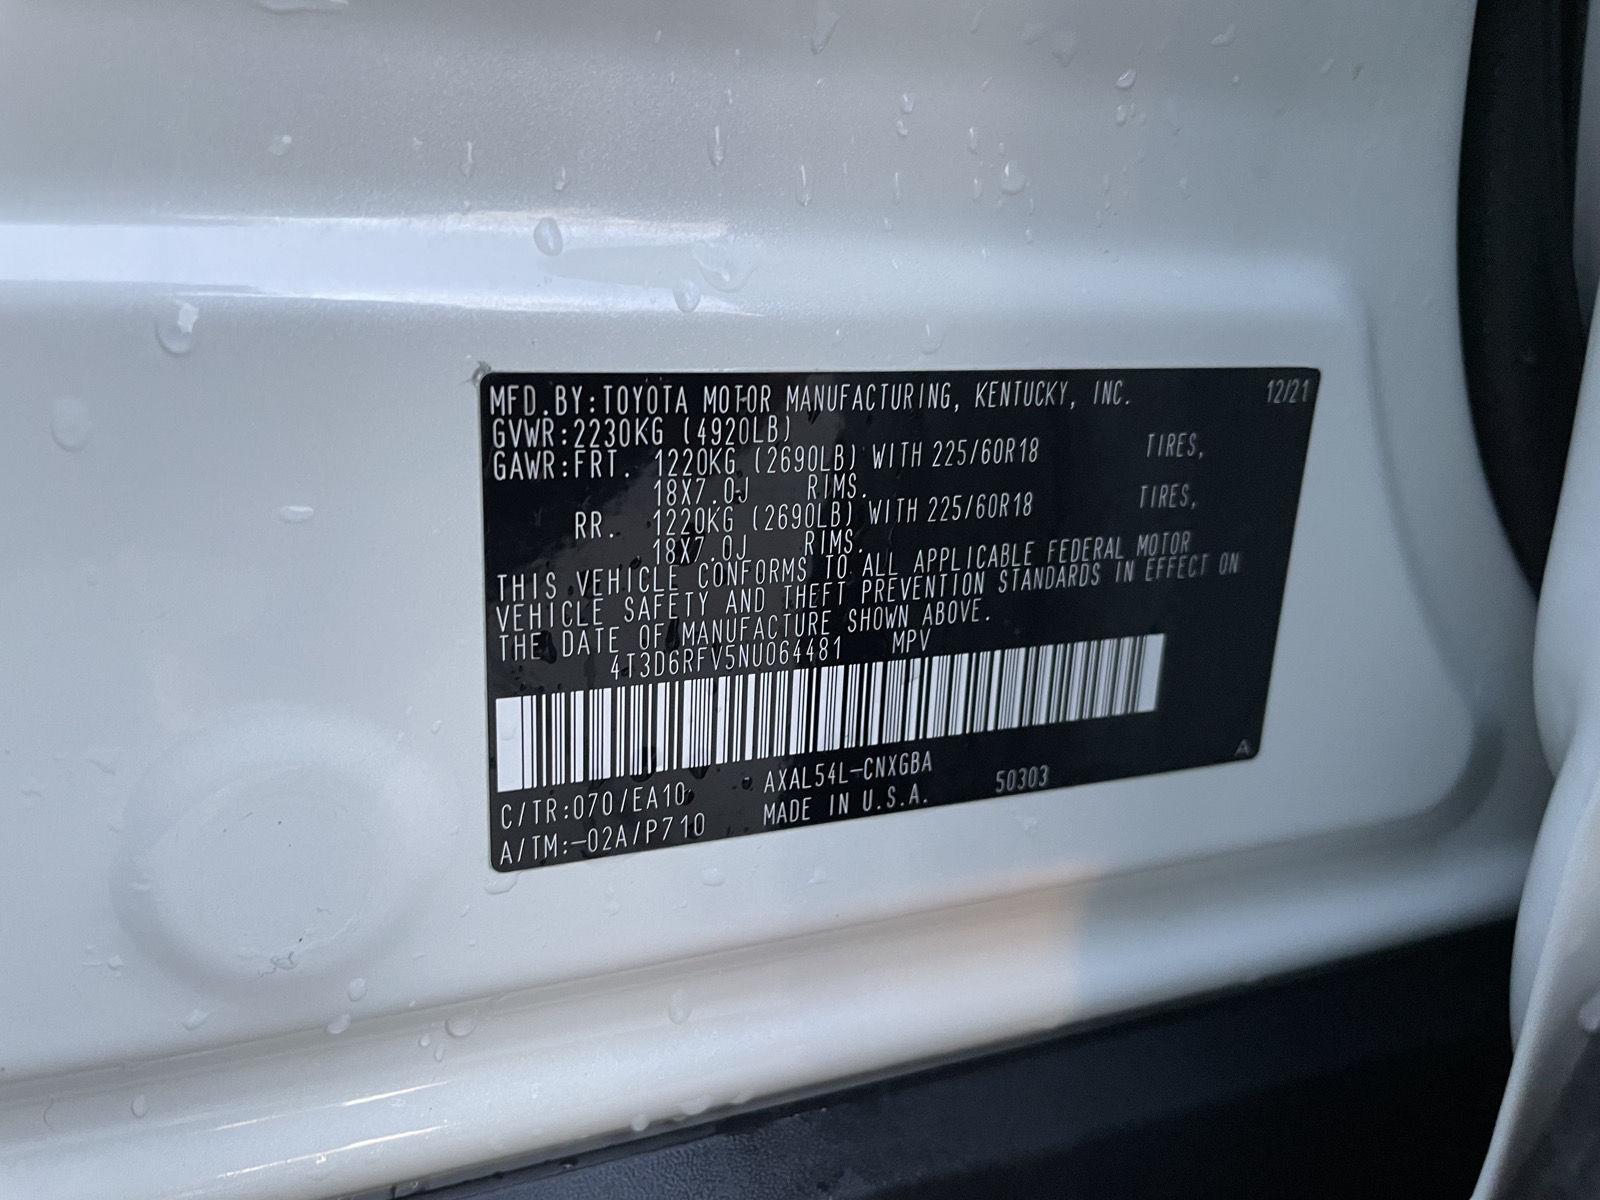 MFD.BY:TOYOTA MOTOR MANUFACTURING, KENTUCKY, INC. 12/21
GVWR:2230KG (4920LB)
GAWR:FRT. 1220KG (2690LB) WITH 225/60R18 TIRES,
18X7.0J RIMS.
RR. 1220KG (2690LB) WITH 225/60R18 TIRES,
18X7.0J RIMS.
THIS VEHICLE CONFORMS TO ALL APPLICABLE FEDERAL MOTOR
VEHICLE SAFETY AND THEFT PREVENTION STANDARDS IN EFFECT ON
THE DATE OF MANUFACTURE SHOWN ABOVE.
4T3D6RFV5NU064481 MPV
C/TR:070/EA10 AXAL54L-CNXGBA 50303 A
A/TM:-02A/P710 MADE IN U.S.A.